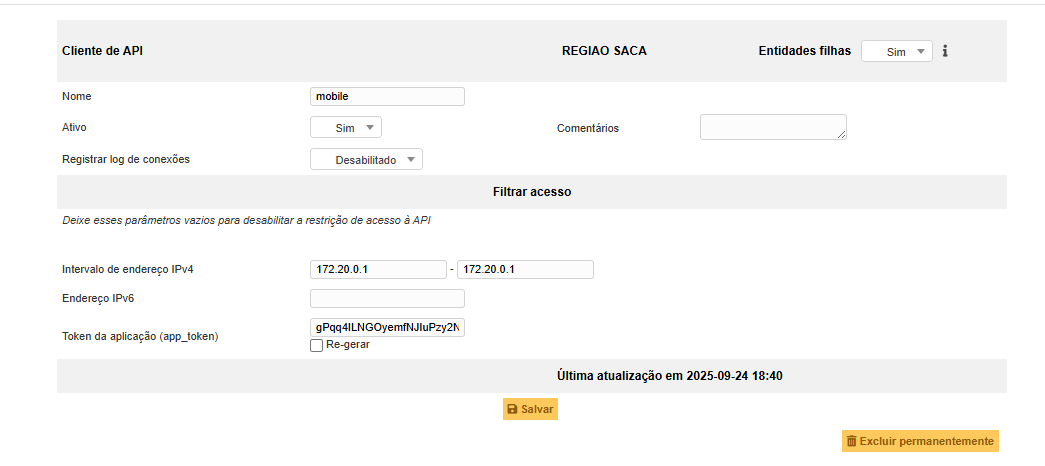 Cliente de API REGIAO SACA Entidades filhas Sim
Nome mobile
Ativo Sim Comentários
Registrar log de conexões Desabilitado
Filtrar acesso
Deixe esses parâmetros vazios para desabilitar a restrição de acesso à API
Intervalo de endereço IPv4 172.20.0.1 - 172.20.0.1
Endereço IPv6
Token da aplicação (app_token) gPqq4ILNGOyemfNJIuPzy2N
Re-gerar
Última atualização em 2025-09-24 18:40
Salvar
Excluir permanentemente